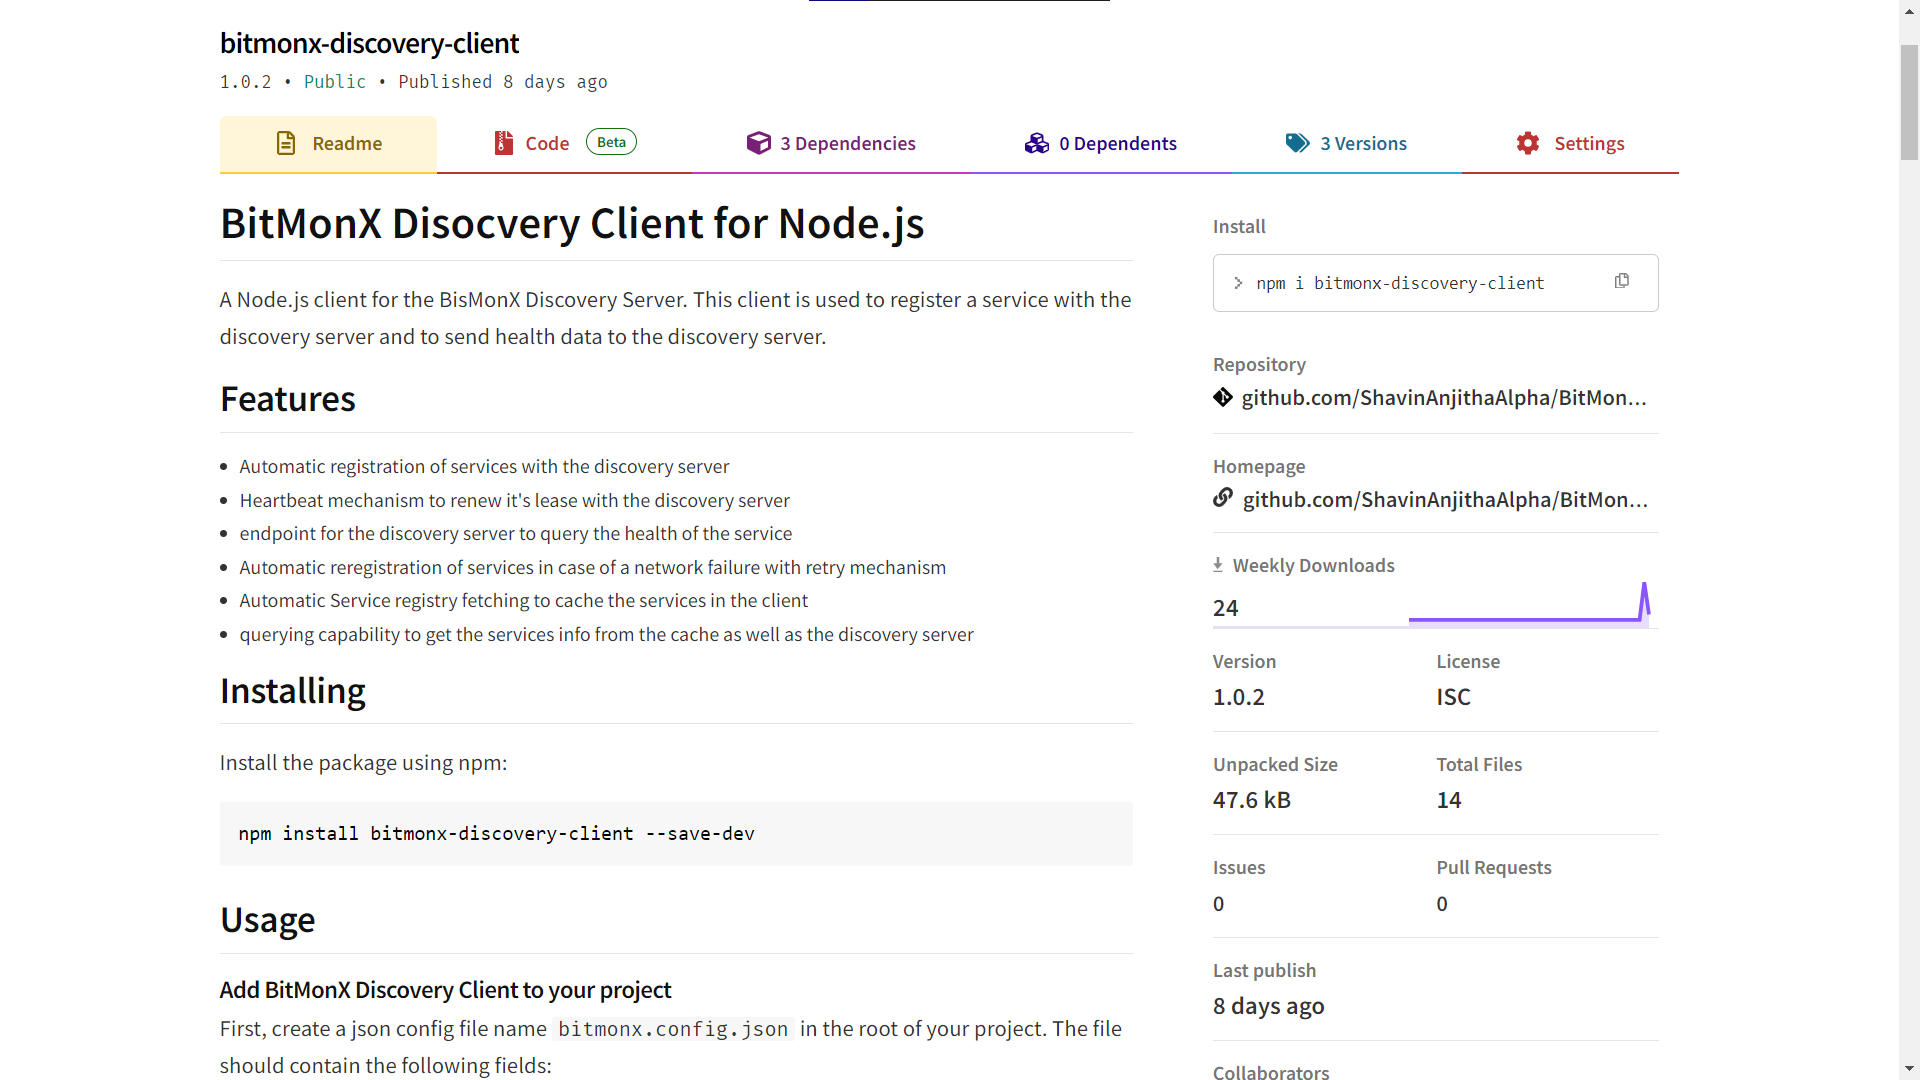 bitmonx-discovery-client
1.0.2 • Public • Published 8 days ago
Readme
Code Beta
3 Dependencies
0 Dependents
3 Versions
Settings
BitMonX Disocvery Client for Node.js
A Node.js client for the BisMonX Discovery Server. This client is used to register a service with the
discovery server and to send health data to the discovery server.
Features
• Automatic registration of services with the discovery server
• Heartbeat mechanism to renew it's lease with the discovery server
• endpoint for the discovery server to query the health of the service
• Automatic reregistration of services in case of a network failure with retry mechanism
• Automatic Service registry fetching to cache the services in the client
• querying capability to get the services info from the cache as well as the discovery server
Installing
Install the package using npm:
npm install bitmonx-discovery-client --save-dev
Usage
Add BitMonX Discovery Client to your project
First, create a json config file name bitmonx.config.json in the root of your project. The file
should contain the following fields:
Install
> npm i bitmonx-discovery-client
Repository
github.com/ShavinAnjithaAlpha/BitMon...
Homepage
github.com/ShavinAnjithaAlpha/BitMon...
Weekly Downloads
24
Version
1.0.2
License
ISC
Unpacked Size
47.6 kB
Total Files
14
Issues
0
Pull Requests
0
Last publish
8 days ago
Collaborators